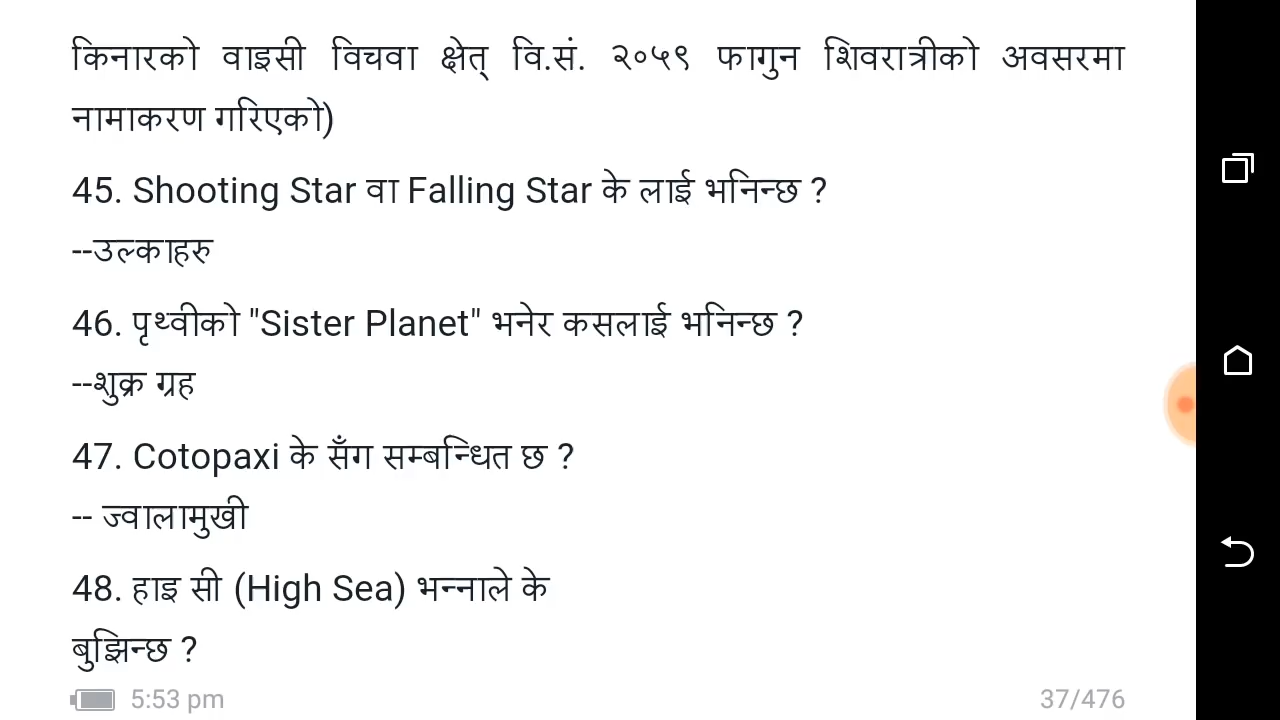 किनारको वाइसी विचवा क्षेत् वि.सं. २०५९ फागुन शिवरात्रीको अवसरमा
नामाकरण गरिएको)
45. Shooting Star वा Falling Star के लाई भनिन्छ ?
--उल्काहरु
46. पृथ्वीको "Sister Planet" भनेर कसलाई भनिन्छ ?
--शुक्र ग्रह
47. Cotopaxi के सँग सम्बन्धित छ ?
-- ज्वालामुखी
48. हाइ सी (High Sea) भन्नाले के
बुझिन्छ ?
5:53 pm 37/476